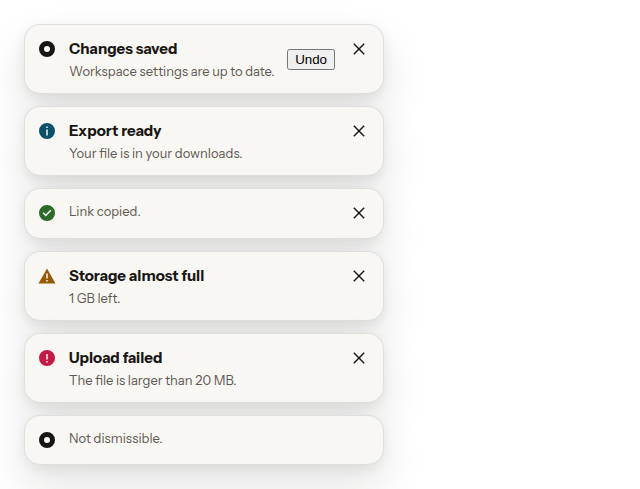 Changes saved
Workspace settings are up to date.
Undo
Export ready
Your file is in your downloads.
Link copied.
Storage almost full
1 GB left.
Upload failed
The file is larger than 20 MB.
Not dismissible.